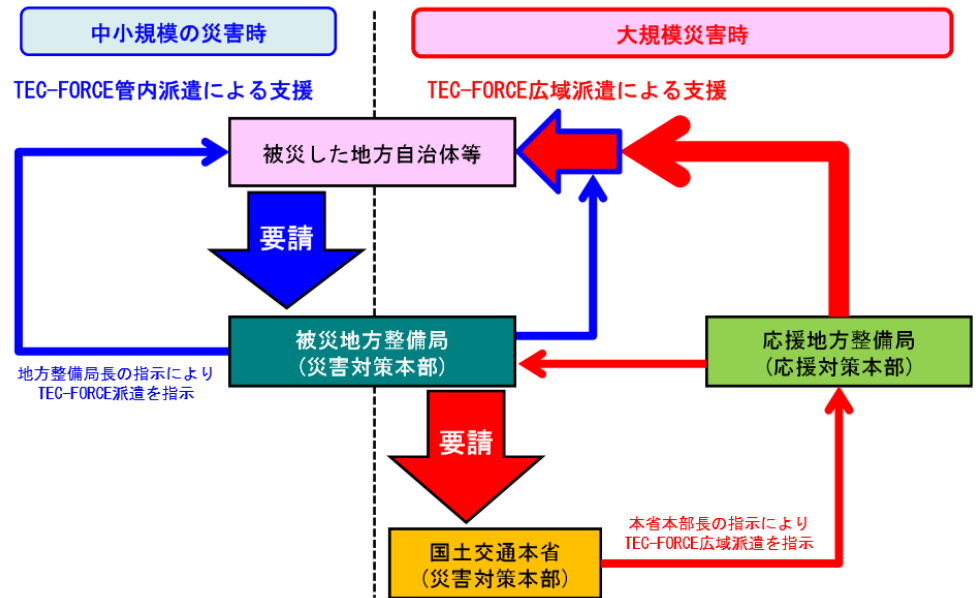 中小規模の災害時
大規模災害時
TEC-FORCE管内派遣による支援
TEC-FORCE広域派遣による支援
被災した地方自治体等
要請
被災地方整備局
(災害対策本部)
応援地方整備局
(応援対策本部)
地方整備局長の指示により
TEC-FORCE派遣を指示
要請
本省本部長の指示により
TEC-FORCE広域派遣を指示
国土交通本省
(災害対策本部)